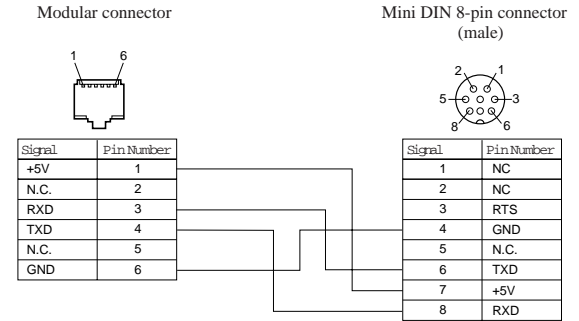 Modular connector
1 6
Signal Pin Number
+5V 1
N.C. 2
RXD 3
TXD 4
N.C. 5
GND 6
Mini DIN 8-pin connector
(male)
2 1
5 3
8 6
Signal Pin Number
1 NC
2 NC
3 RTS
4 GND
5 N.C.
6 TXD
7 +5V
8 RXD